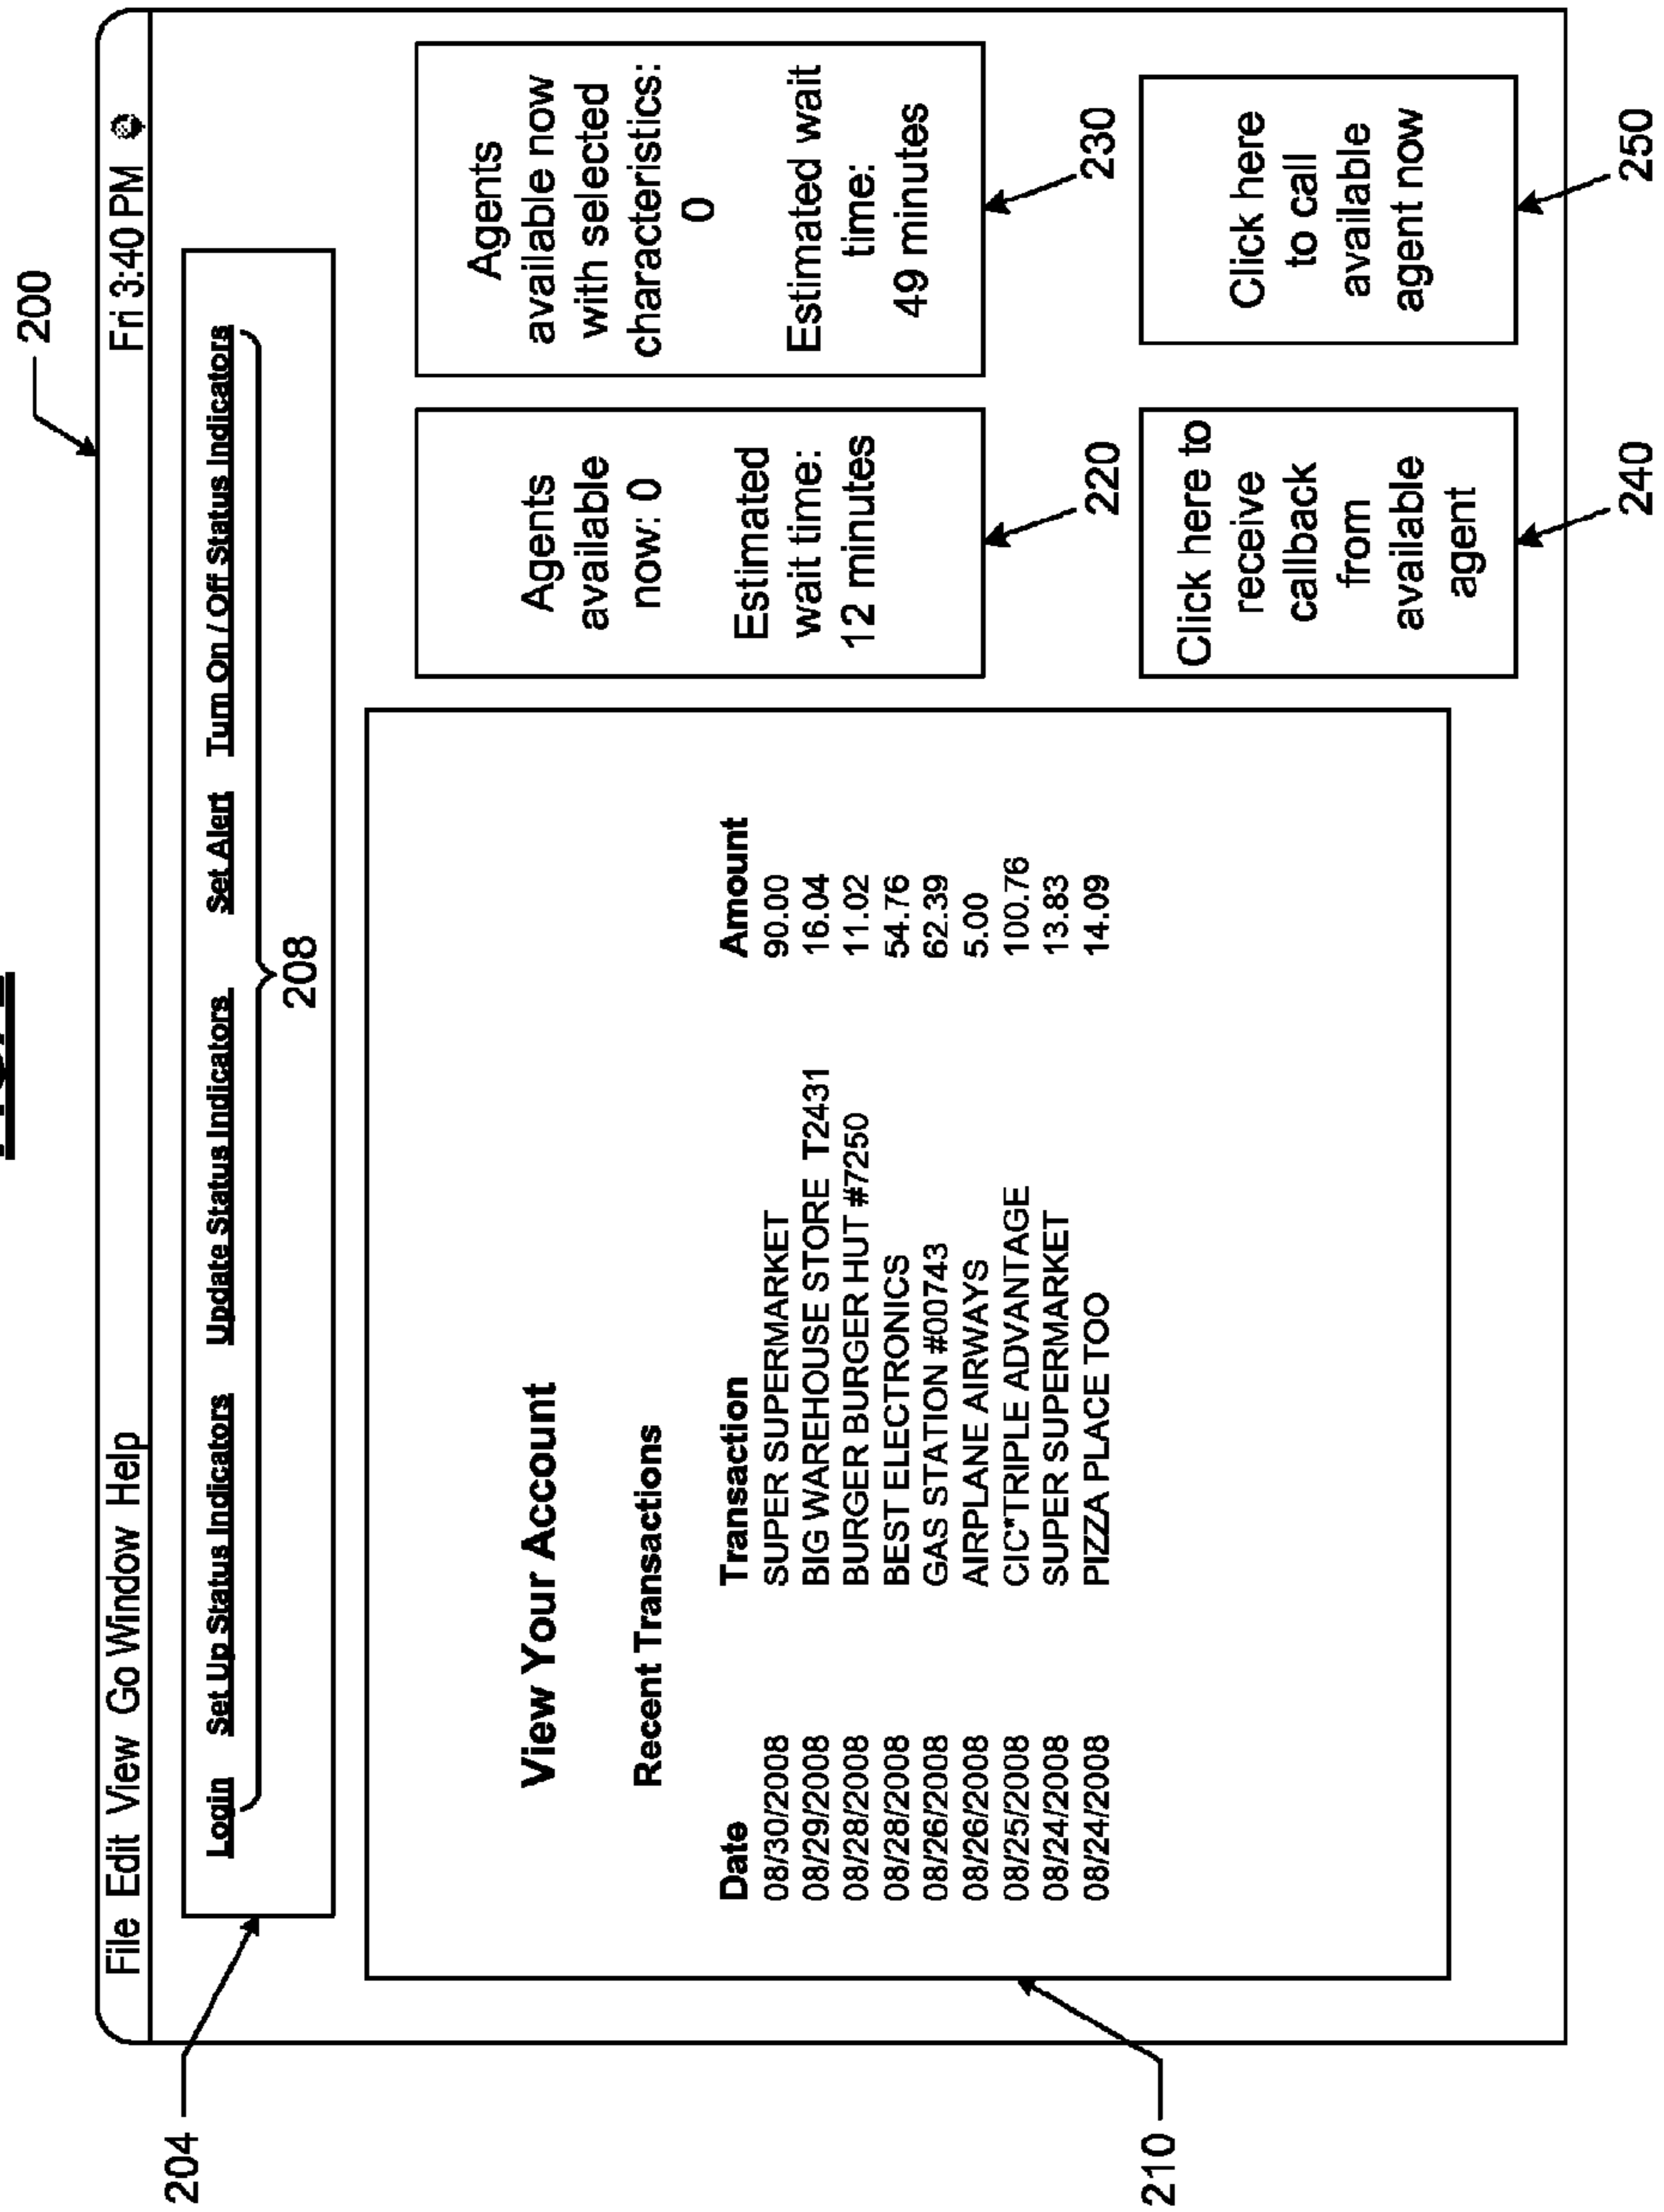 200
File Edit View Go Window Help Fri 3:40 PM
204
Login Set Up Status Indicators Update Status Indicators Set Alert Turn On / Off Status Indicators
208
View Your Account
Recent Transactions
Date Transaction Amount
08/30/2008 SUPER SUPERMARKET 90.00
08/29/2008 BIG WAREHOUSE STORE T2431 16.04
08/28/2008 BURGER BURGER HUT #7250 11.02
08/28/2008 BEST ELECTRONICS 54.76
08/26/2008 GAS STATION #00743 62.39
08/26/2008 AIRPLANE AIRWAYS 5.00
08/25/2008 CIC*TRIPLE ADVANTAGE 100.76
08/24/2008 SUPER SUPERMARKET 13.83
08/24/2008 PIZZA PLACE TOO 14.09
210
Agents
available
now: 0
Estimated
wait time:
12 minutes
220
Agents
available now
with selected
characteristics:
0
Estimated wait
time:
49 minutes
230
Click here to
receive
callback
from
available
agent
240
Click here
to call
available
agent now
250